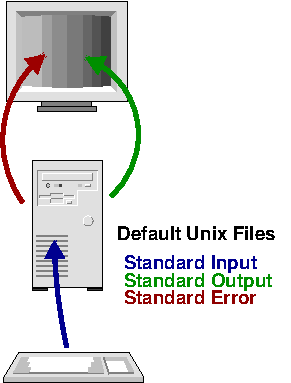 Default Unix Files
Standard Input
Standard Output
Standard Error